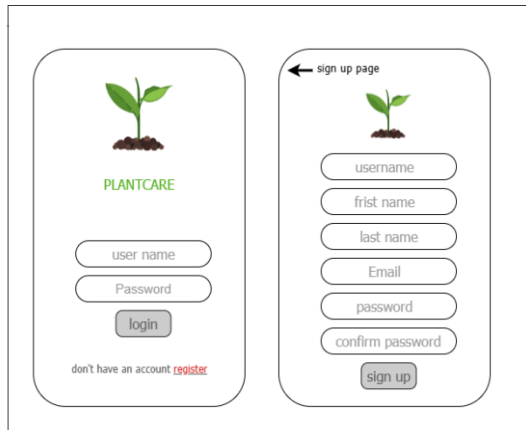 PLANTCARE
user name
Password
login
don't have an account register
sign up page
username
frist name
last name
Email
password
confirm password
sign up